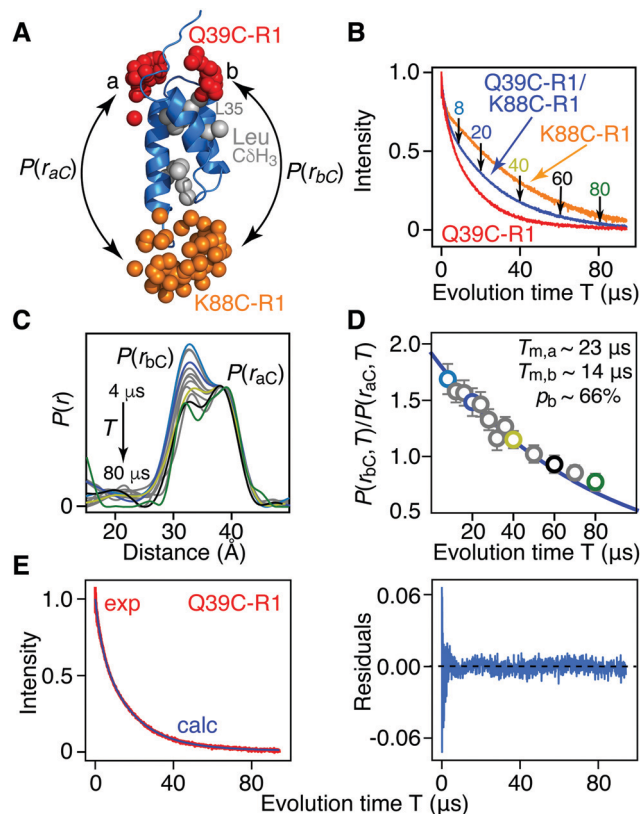 A
Q39C-R1
a
b
L35
Leu
CδH₃
P(raC)
P(rbC)
K88C-R1
B
Intensity
1.0
0.5
0
Q39C-R1/
K88C-R1
8
20
K88C-R1
40
60
80
Q39C-R1
0
40
80
Evolution time T (μs)
C
P(r)
P(rbC)
P(raC)
4 μs
T
80 μs
0
20
30
40
Distance (Å)
D
P(rbC,T)/P(raC,T)
2.0
1.5
1.0
0.5
Tm,a ~ 23 μs
Tm,b ~ 14 μs
pb ~ 66%
20
40
60
80
Evolution time T (μs)
E
Intensity
1.0
0.5
0
exp
Q39C-R1
calc
0
40
80
Residuals
0.06
0.00
-0.06
0
40
80
Evolution time T (μs)